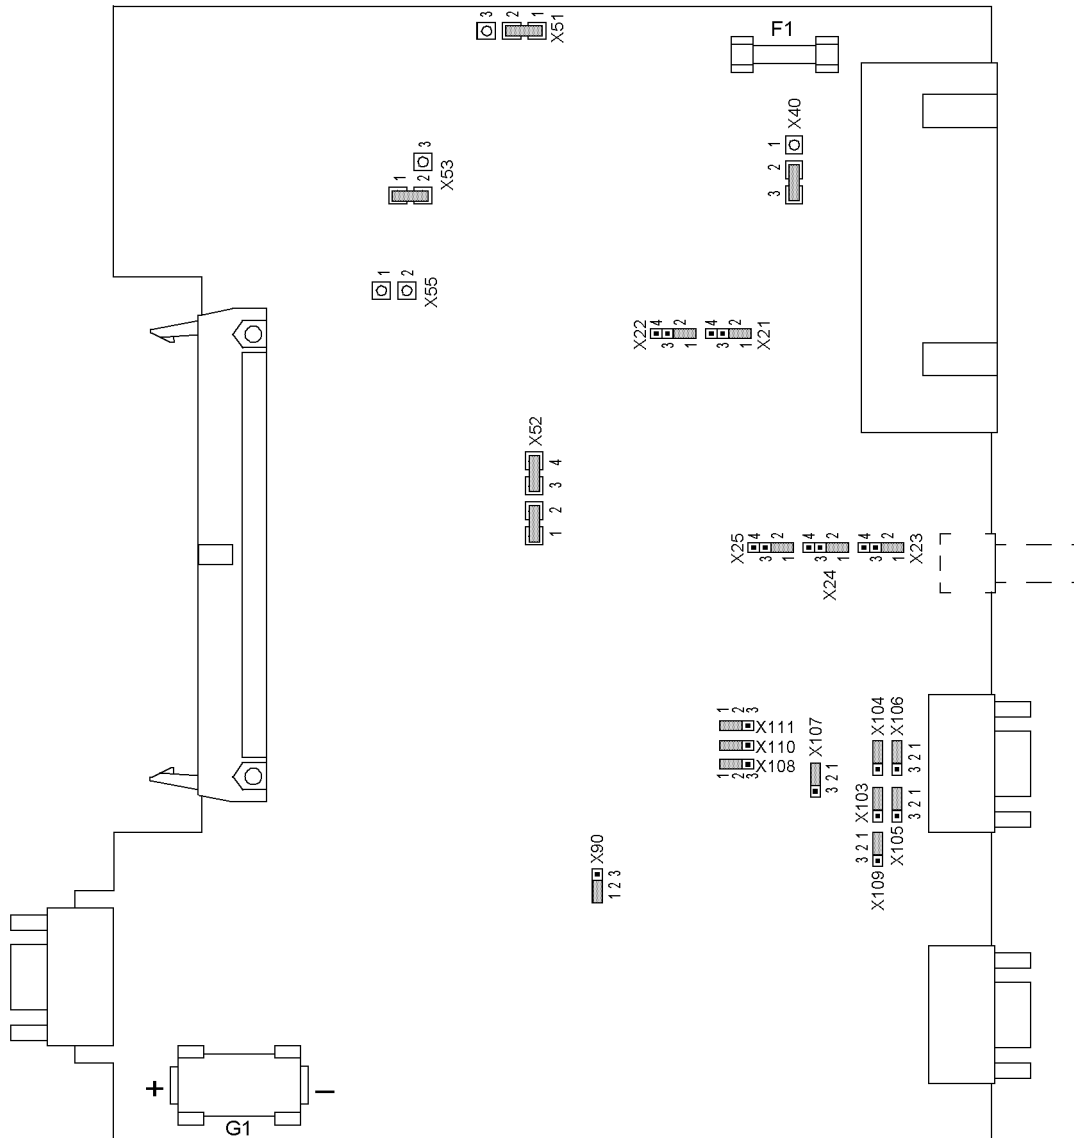 3 2 1 X51
F1
X40
1
2
3
3
1 2
X53
1 2
X55
X22 4 2 4 2 X21
3 1 3 1
X52
3 4
1 2
X25 4 2 4 2 4 2 X23
3 1 3 1 3 1
X24
1 2 3
X111
X110
X108
1 2 3
X107
3 2 1
X104 X106
3 2 1
X103
3 2 1
3 2 1
X105
X109
X90
1 2 3
+ –
G1